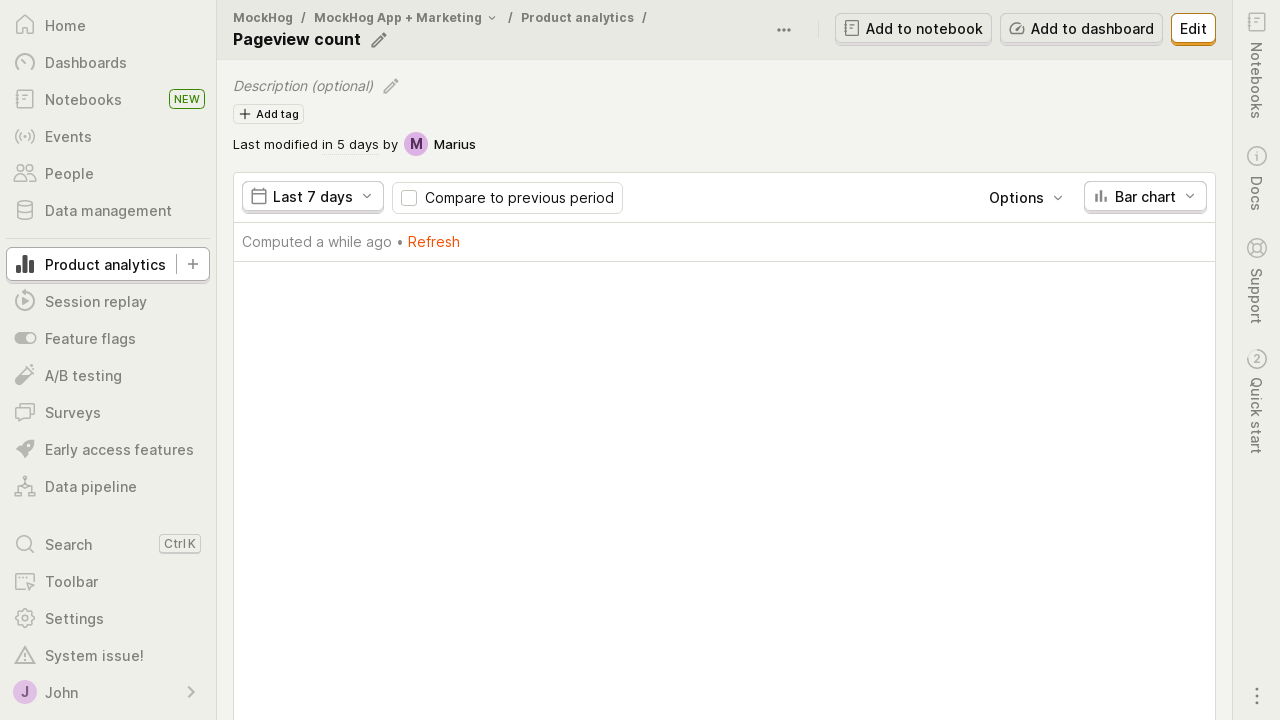 Home
Dashboards
Notebooks NEW
Events
People
Data management
Product analytics
Session replay
Feature flags
A/B testing
Surveys
Early access features
Data pipeline
Search Ctrl K
Toolbar
Settings
System issue!
J John
MockHog / MockHog App + Marketing / Product analytics /
Pageview count
Add to notebook Add to dashboard Edit
Description (optional)
Add tag
Last modified in 5 days by M Marius
Last 7 days Compare to previous period Options Bar chart
Computed a while ago • Refresh
Notebooks
Docs
Support
2 Quick start